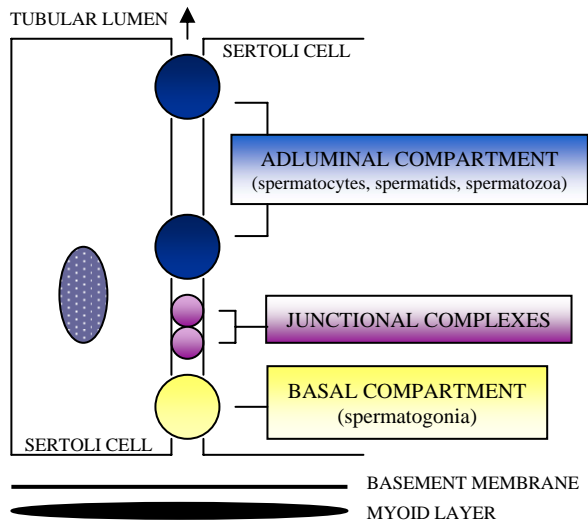 TUBULAR LUMEN
SERTOLI CELL
ADLUMINAL COMPARTMENT
(spermatocytes, spermatids, spermatozoa)
JUNCTIONAL COMPLEXES
BASAL COMPARTMENT
(spermatogonia)
SERTOLI CELL
BASEMENT MEMBRANE
MYOID LAYER